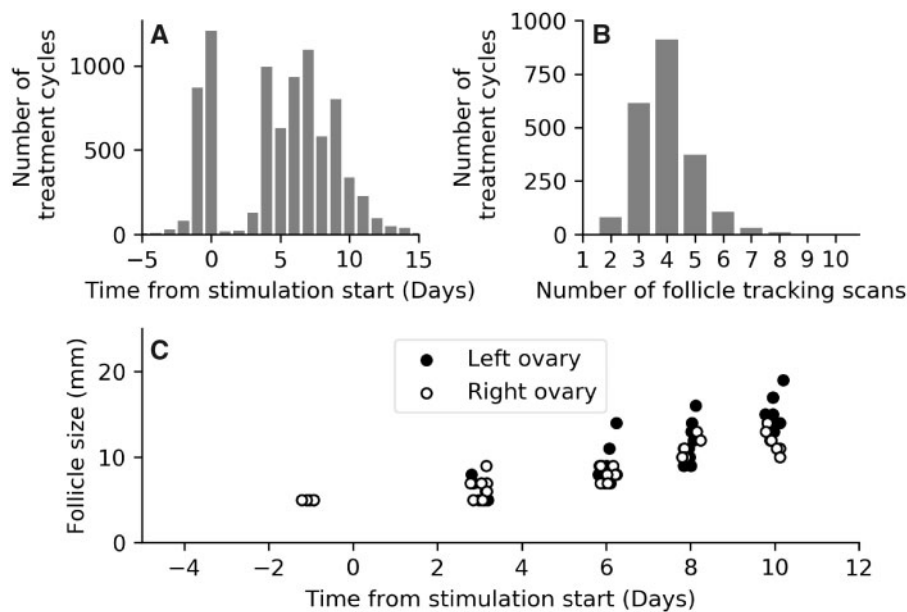 A
Number of
treatment cycles
1000
500
0
−5 0 5 10 15
Time from stimulation start (Days)
B
Number of
treatment cycles
1000
750
500
250
0
1 2 3 4 5 6 7 8 9 10
Number of follicle tracking scans
C
Left ovary
Right ovary
Follicle size (mm)
20
10
0
−4 −2 0 2 4 6 8 10 12
Time from stimulation start (Days)